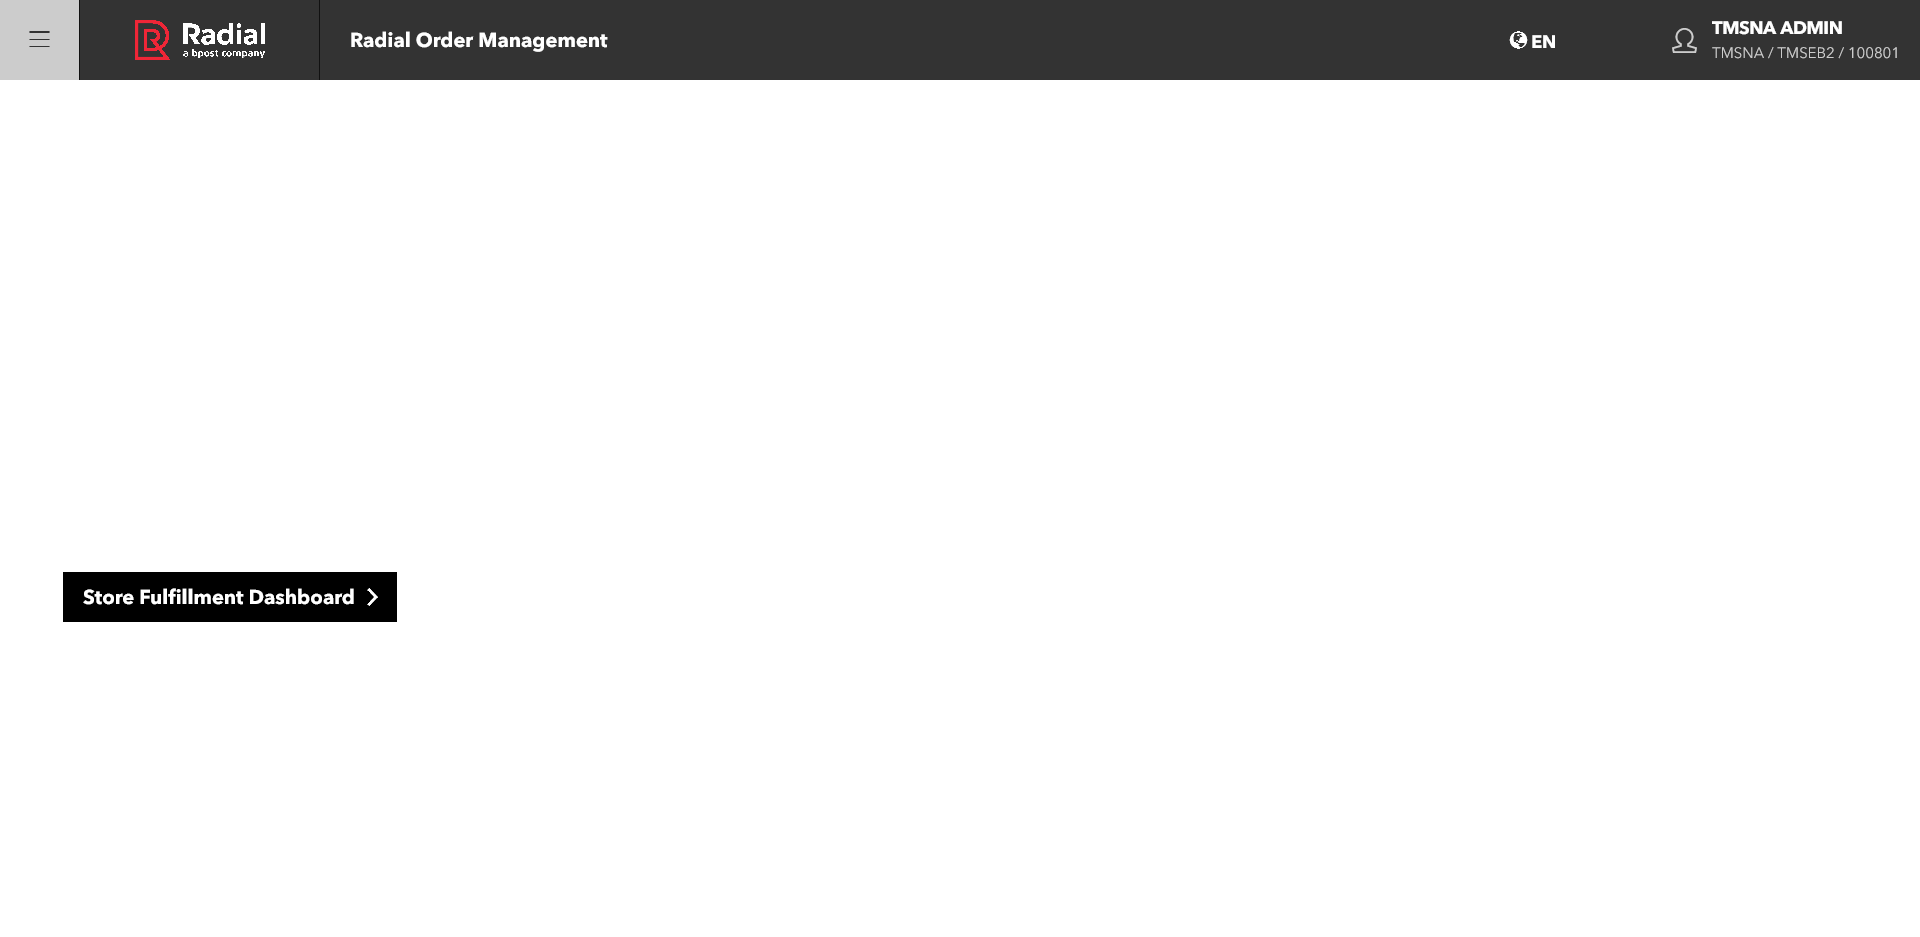 Radial
a bpost company
Radial Order Management
EN
TMSNA ADMIN
TMSNA / TMSEB2 / 100801
Store Fulfillment Dashboard